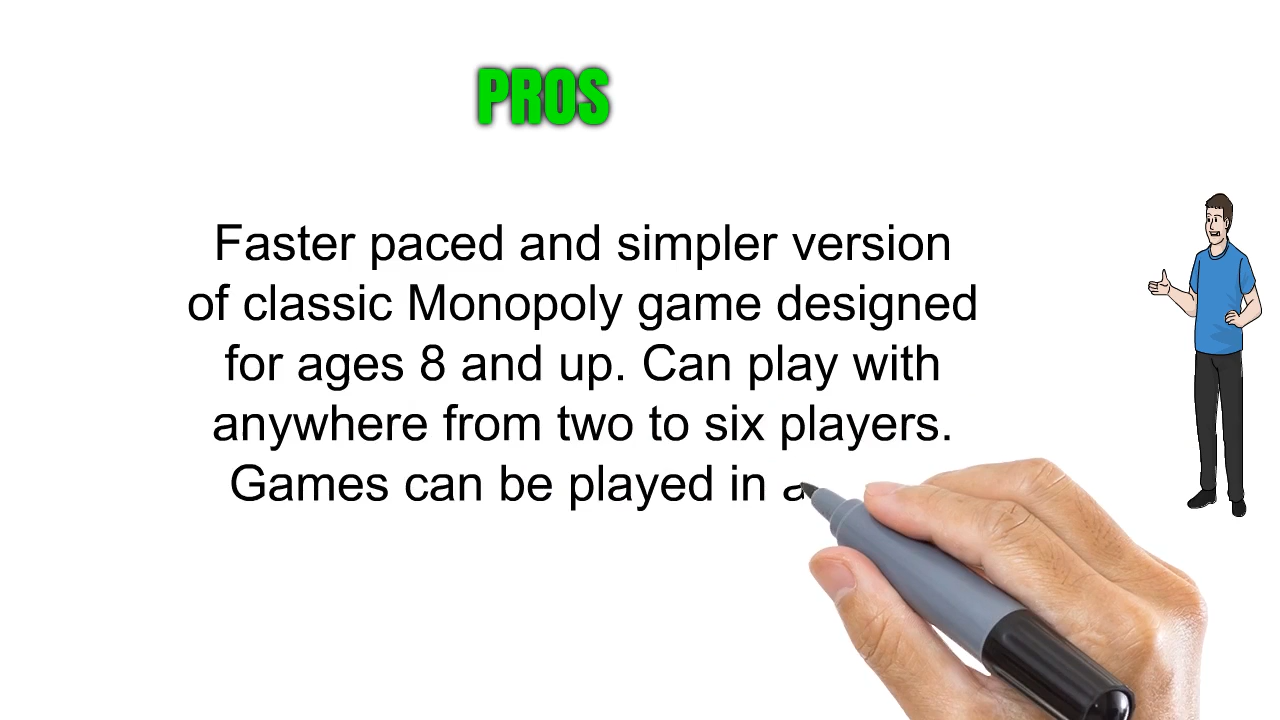 PROS
Faster paced and simpler version
of classic Monopoly game designed
for ages 8 and up. Can play with
anywhere from two to six players.
Games can be played in